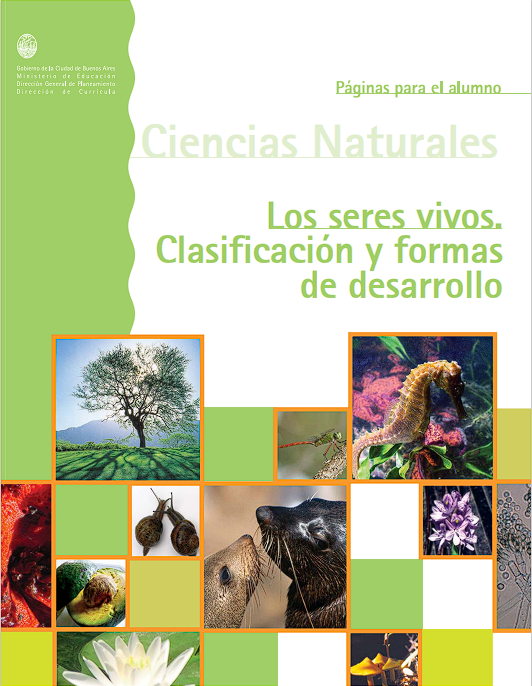 Gobierno de la Ciudad de Buenos Aires
Ministerio de Educación
Dirección General de Planeamiento
Dirección de Currícula
Páginas para el alumno
Ciencias Naturales
Los seres vivos.
Clasificación y formas
de desarrollo